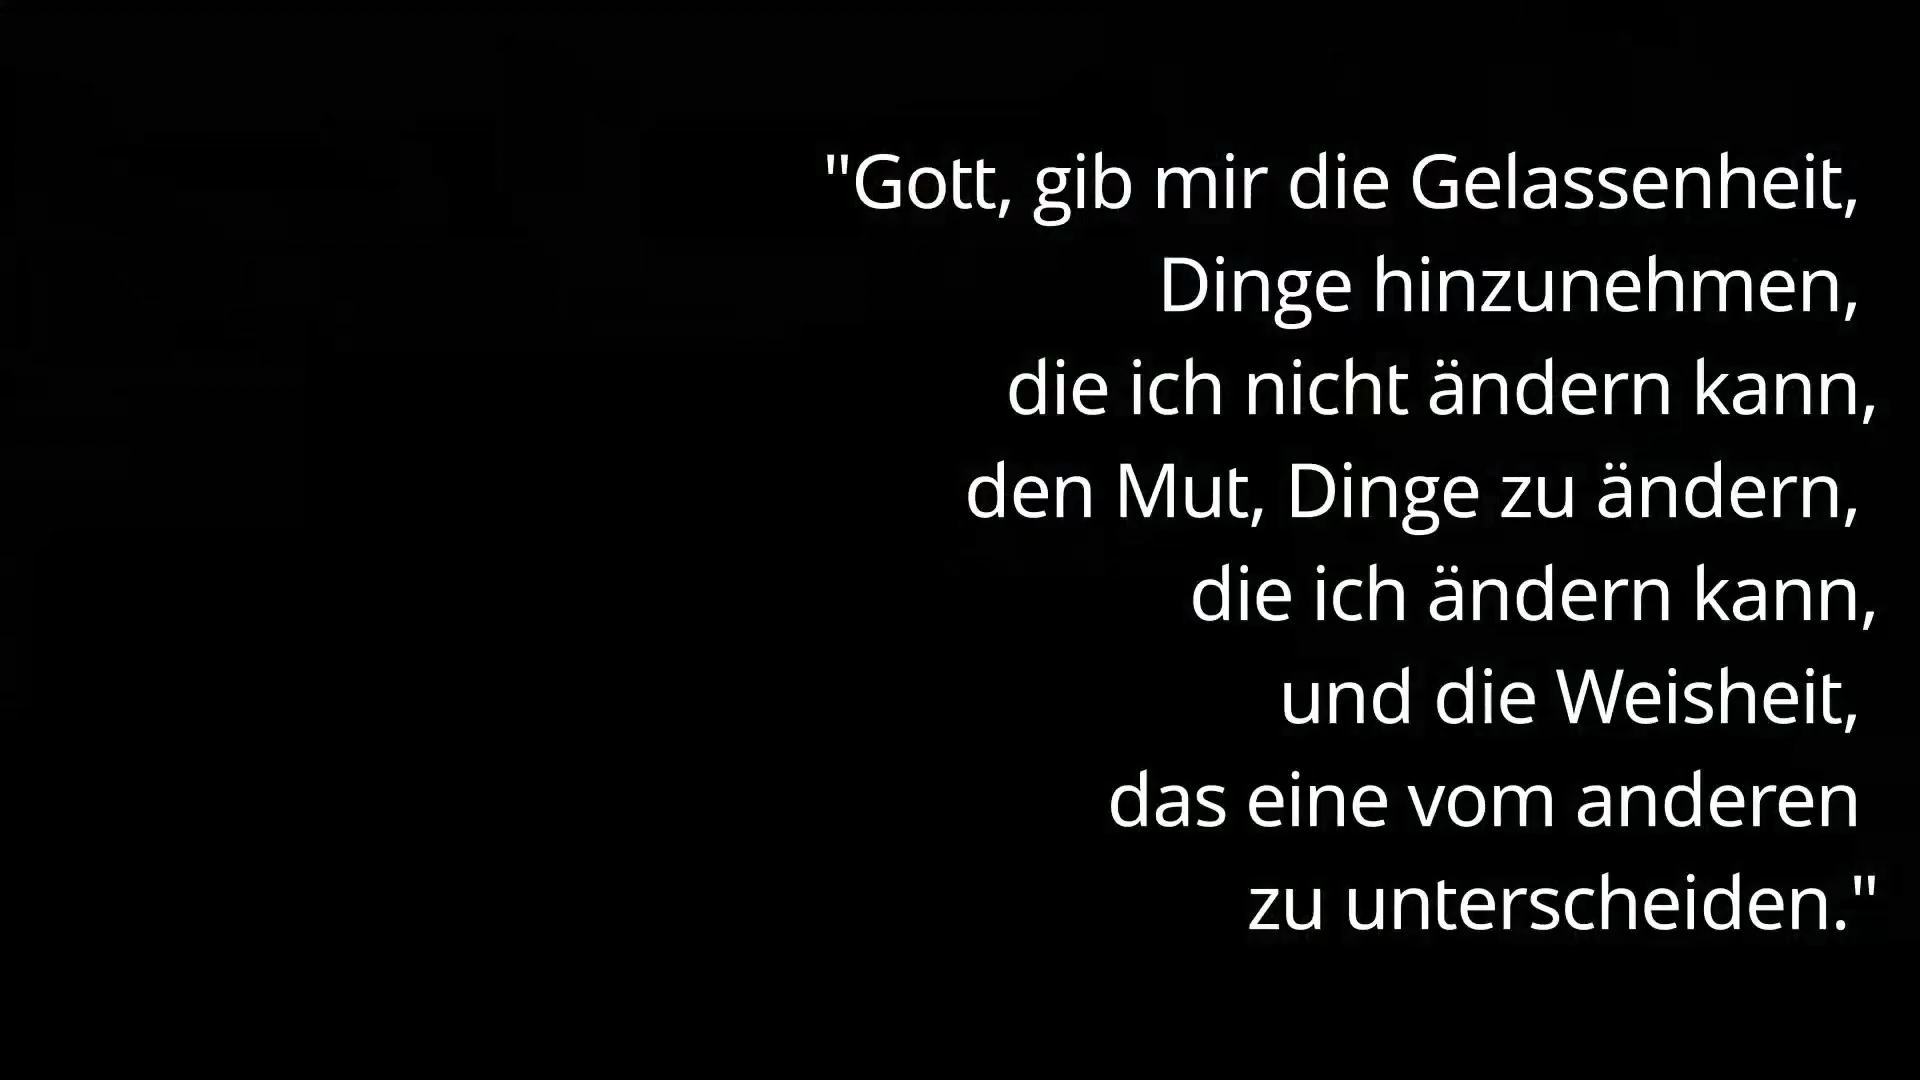 "Gott, gib mir die Gelassenheit,
Dinge hinzunehmen,
die ich nicht ändern kann,
den Mut, Dinge zu ändern,
die ich ändern kann,
und die Weisheit,
das eine vom anderen
zu unterscheiden."